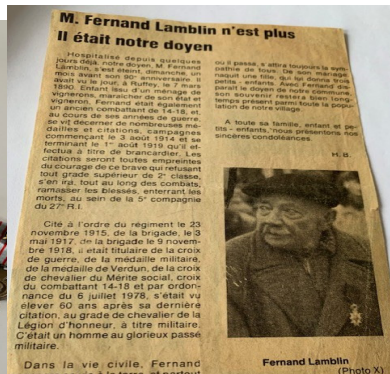 M. Fernand Lamblin n'est plus
Il était notre doyen
Hospitalisé depuis quelques
jours déjà, notre doyen, M. Fernand
Lamblin, s'est éteint, dimanche, un
mois avant son 90e anniversaire. Il
avait vu le jour, à Ruffey, le 7 mars
1890. Enfant issu d'un ménage de
vignerons, maraîcher de son état et
vigneron, Fernand était également
un ancien combattant de 14-18, et,
au cours de ses années de guerre,
se vit décerner de nombreuses mé-
dailles et citations, campagnes
commençant le 3 août 1914 et se
terminant le 1er août 1919 qu'il ef-
fectua à titre de brancardier. Les
citations seront toutes empreintes
du courage de ce brave qui refusant
tout grade supérieur de 2e classe,
s'en ira, tout au long des combats,
ramasser les blessés, enterrant les
morts, au sein de la 5e compagnie
du 27e R.I.
Cité à l'ordre du régiment le 23
novembre 1915, de la brigade, le 3
mai 1917, de la brigade le 9 novem-
bre 1918, il était titulaire de la croix
de guerre, de la médaille militaire,
de la médaille de Verdun, de la croix
de chevalier du Mérite social, croix
du combattant 14-18 et par ordon-
nance du 6 juillet 1978, s'était vu
élever 60 ans après sa dernière
citation, au grade de chevalier de la
Légion d'honneur, à titre militaire.
C'était un homme au glorieux passé
militaire.
Dans la vie civile, Fernand
ou il passa, a attiré toujours la sym-
pathie de tous. De son mariage,
naquit une fille, qui lui donna trois
petits - enfants. Avec Fernand dis-
paraît le doyen de notre commune,
son souvenir restera bien long-
temps présent parmi toute la popu-
lation de notre village.
A toute sa famille, enfant et pe-
tits - enfants, nous présentons nos
sincères condoléances.
H. B.
Fernand Lamblin
(Photo X)